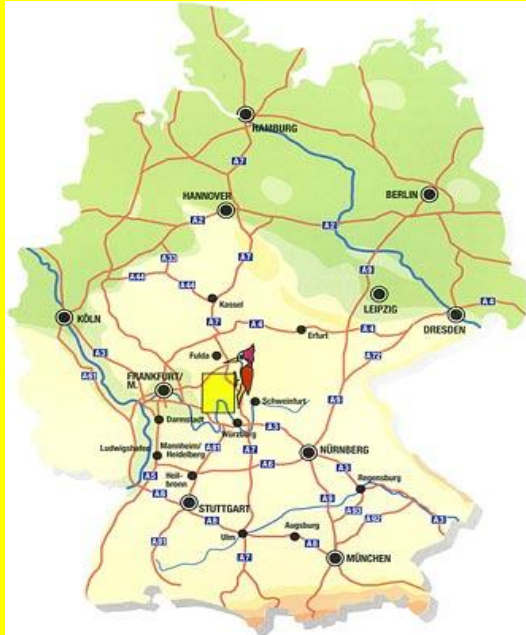 HAMBURG
A7
HANNOVER
BERLIN
A2
A2
A33
A7
A9
A44
A44
Kassel
LEIPZIG
A4
KÖLN
A7
A4
Erfurt
A4
DRESDEN
A3
Fulda
A72
A61
FRANKFURT/
M.
Schweinfurt
A9
Darmstadt
Würzburg
A3
Ludwigshafen
Mannheim/
Heidelberg
A81
A7
A6
NÜRNBERG
A5
Heil-
bronn
A3
Regensburg
A6
STUTTGART
A9
A93
A92
A3
A8
A81
Ulm
Augsburg
A8
A7
MÜNCHEN